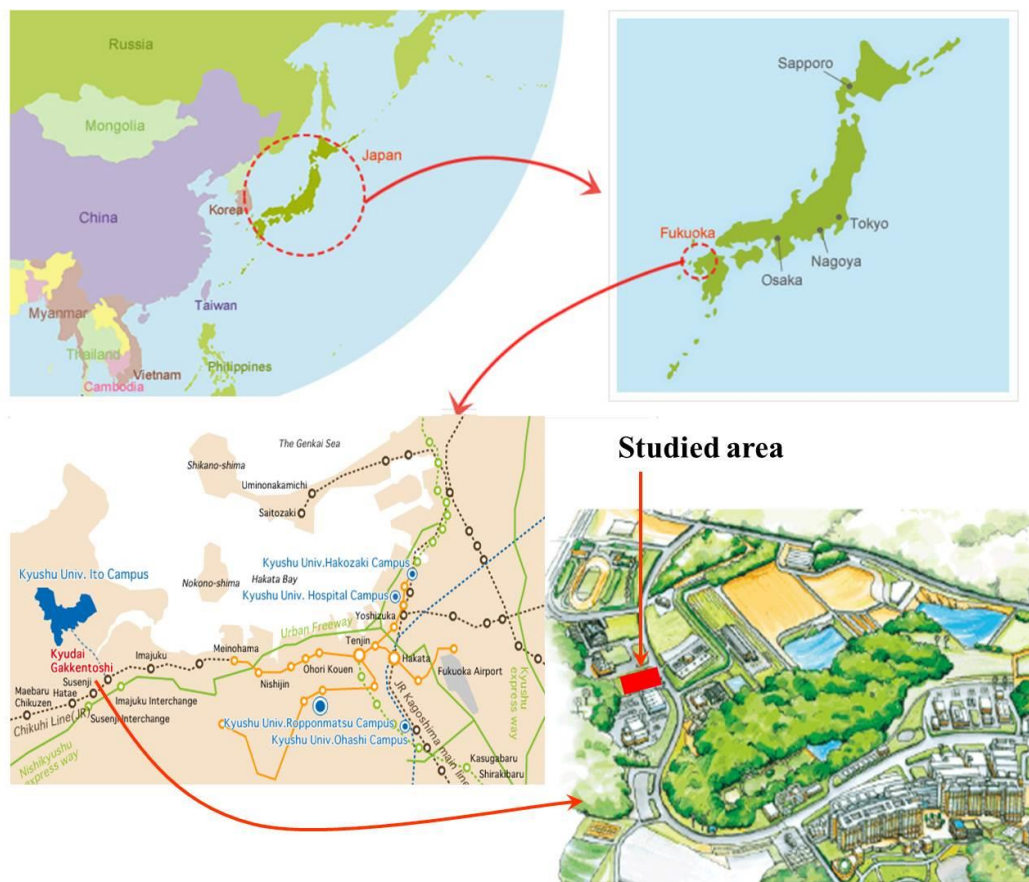 Russia
Mongolia
Japan
China
Korea
Taiwan
Myanmar
Thailand
Vietnam
Cambodia
Philippines
Sapporo
Fukuoka
Tokyo
Nagoya
Osaka
The Genkai Sea
Shikano-shima
Uminonakamichi
Saitozaki
Kyushu Univ.Hakozaki Campus
Kyushu Univ. Ito Campus
Nokono-shima
Hakata Bay
Kyushu Univ. Hospital Campus
Yoshizuka
Urban Freeway
Tenjin
Kyudai
Gakkentoshi
Imajuku
Meinohama
Ohori Kouen
Hakata
Fukuoka Airport
Kyushu
express way
Susenji
Nishijin
Maebaru
Hatae
Chikuzen
Imajuku Interchange
Chikuhi Line(JR)
Susenji Interchange
JR Kagoshima main line
Kyushu Univ.Ropponmatsu Campus
Kyushu Univ.Ohashi Campus
Nishikyushu
express way
Kasugabaru
Shirakibaru
Studied area